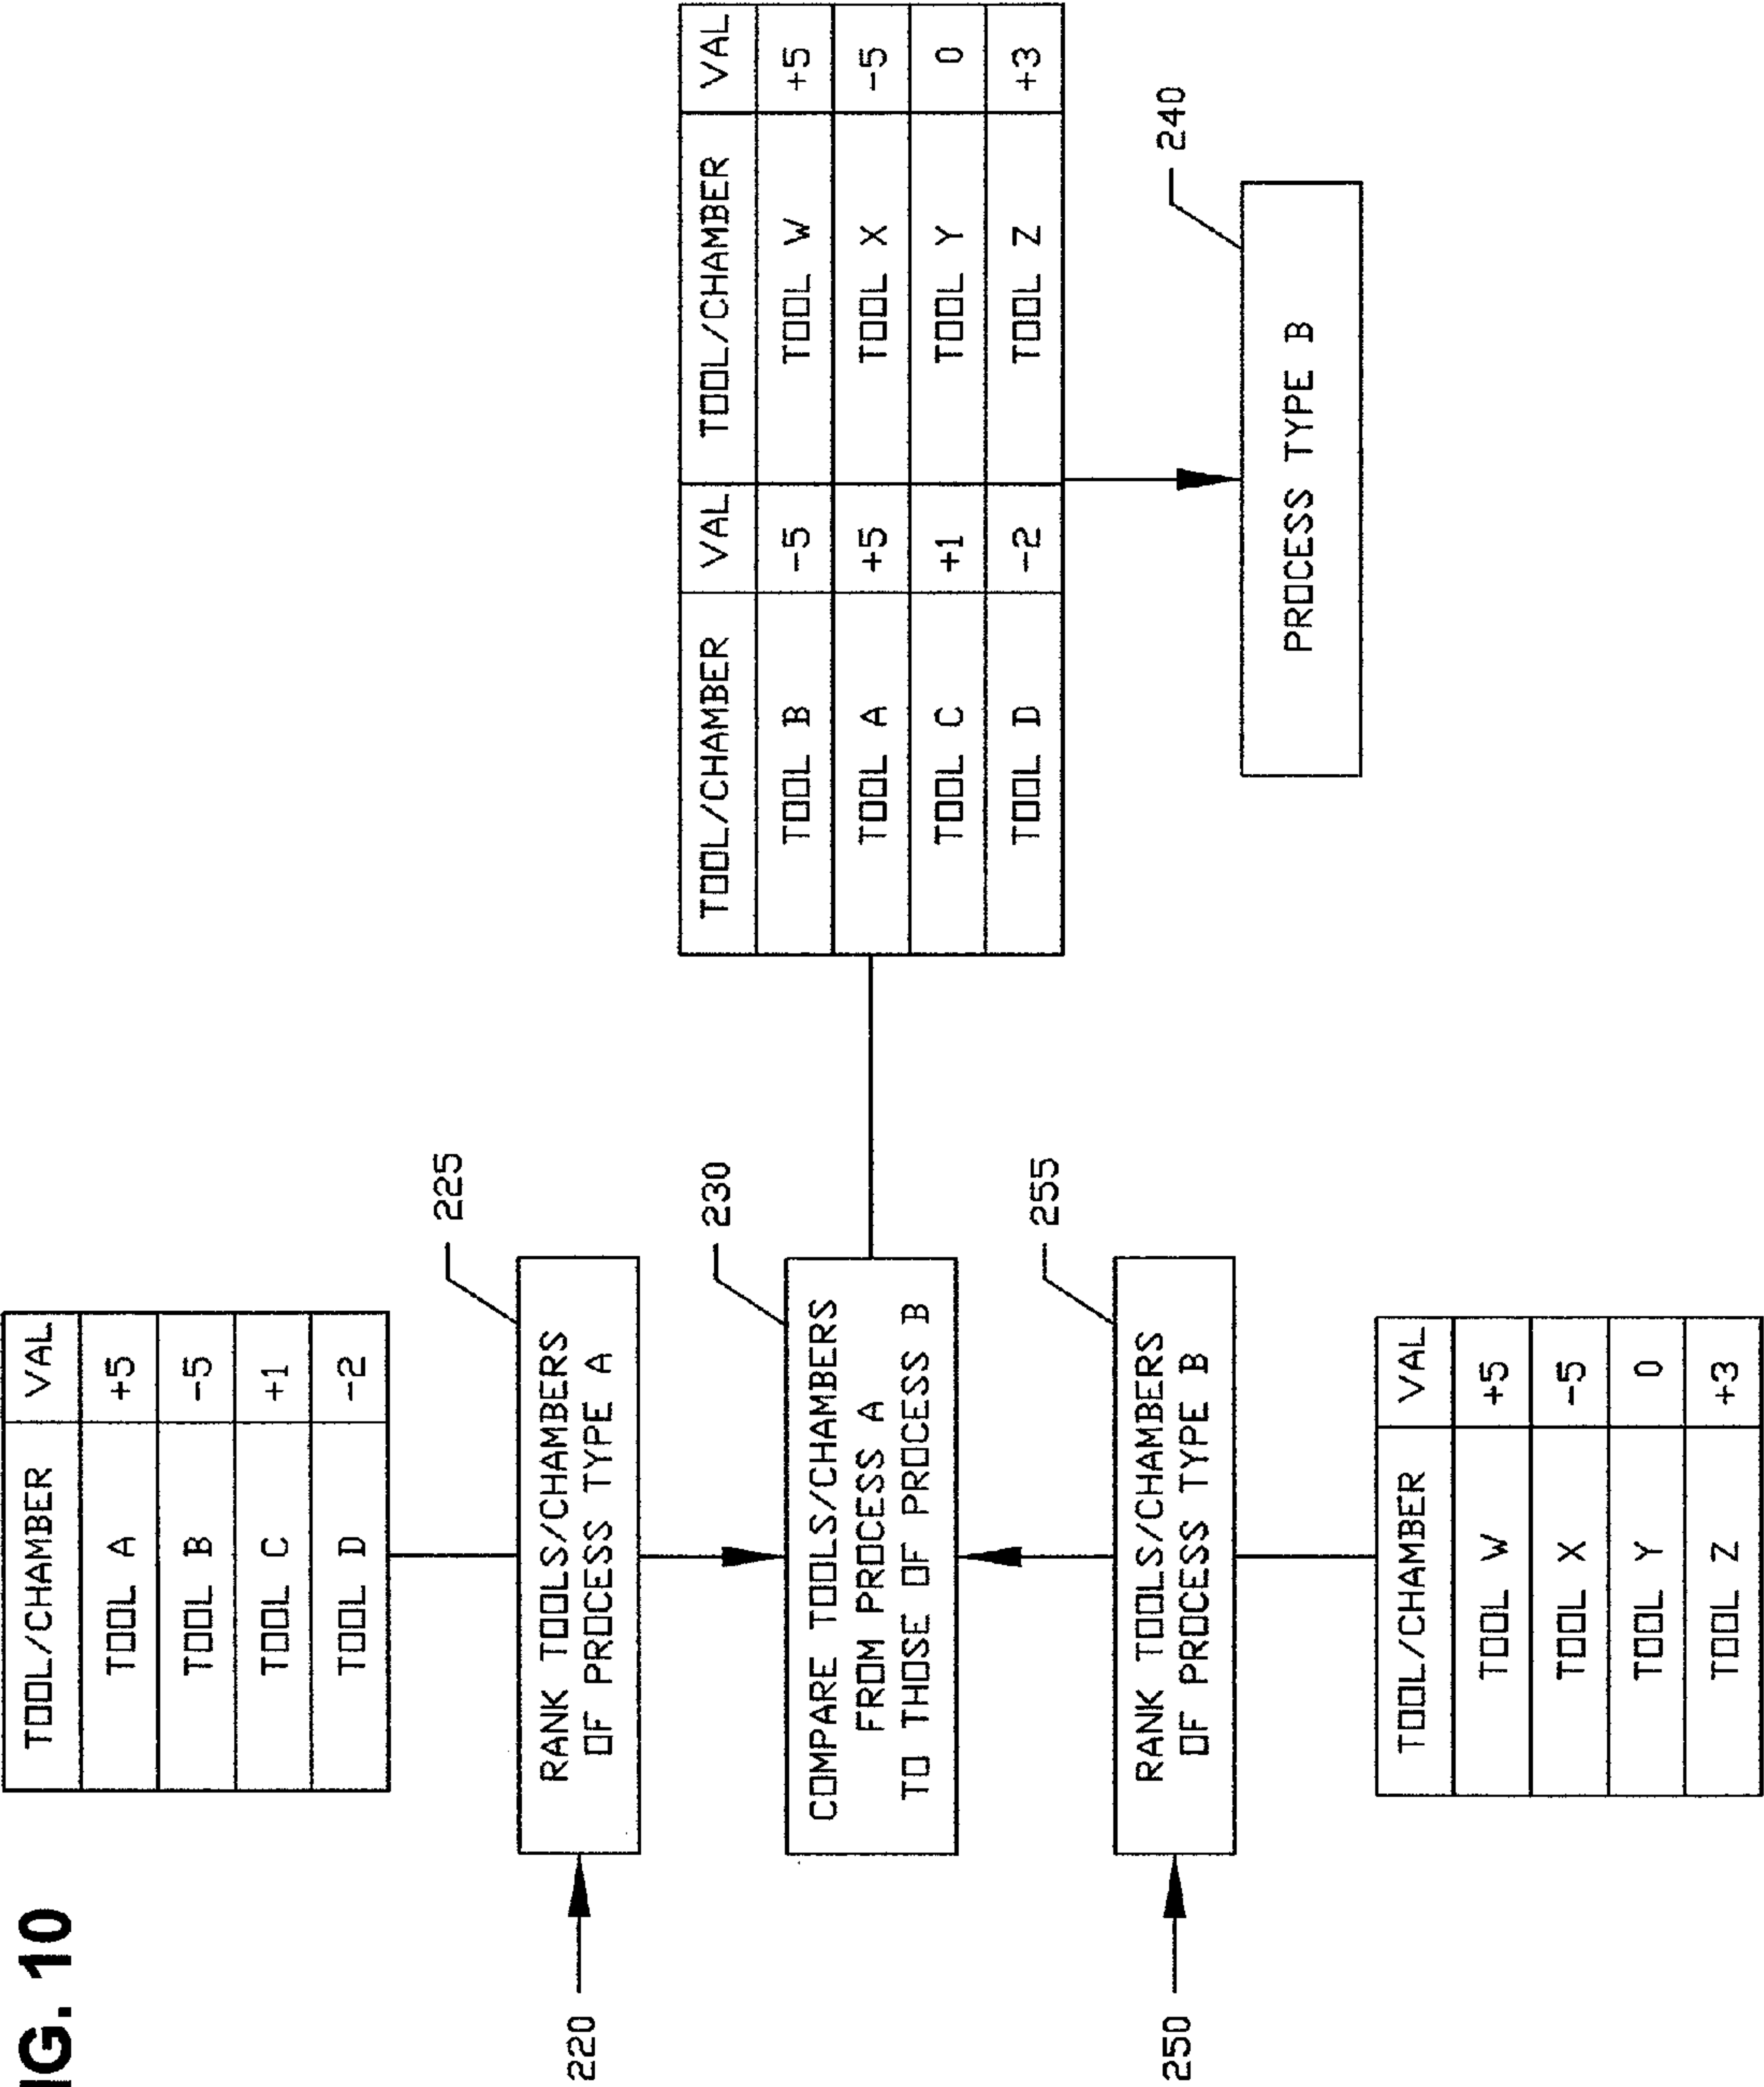 IG. 10
TOOL/CHAMBER VAL
TOOL A +5
TOOL B -5
TOOL C +1
TOOL D -2
225
220
RANK TOOLS/CHAMBERS
OF PROCESS TYPE A
230
COMPARE TOOLS/CHAMBERS
FROM PROCESS A
TO THOSE OF PROCESS B
255
250
RANK TOOLS/CHAMBERS
OF PROCESS TYPE B
TOOL/CHAMBER VAL
TOOL W +5
TOOL X -5
TOOL Y 0
TOOL Z +3
TOOL/CHAMBER VAL TOOL/CHAMBER VAL
TOOL B -5 TOOL W +5
TOOL A +5 TOOL X -5
TOOL C +1 TOOL Y 0
TOOL D -2 TOOL Z +3
240
PROCESS TYPE B